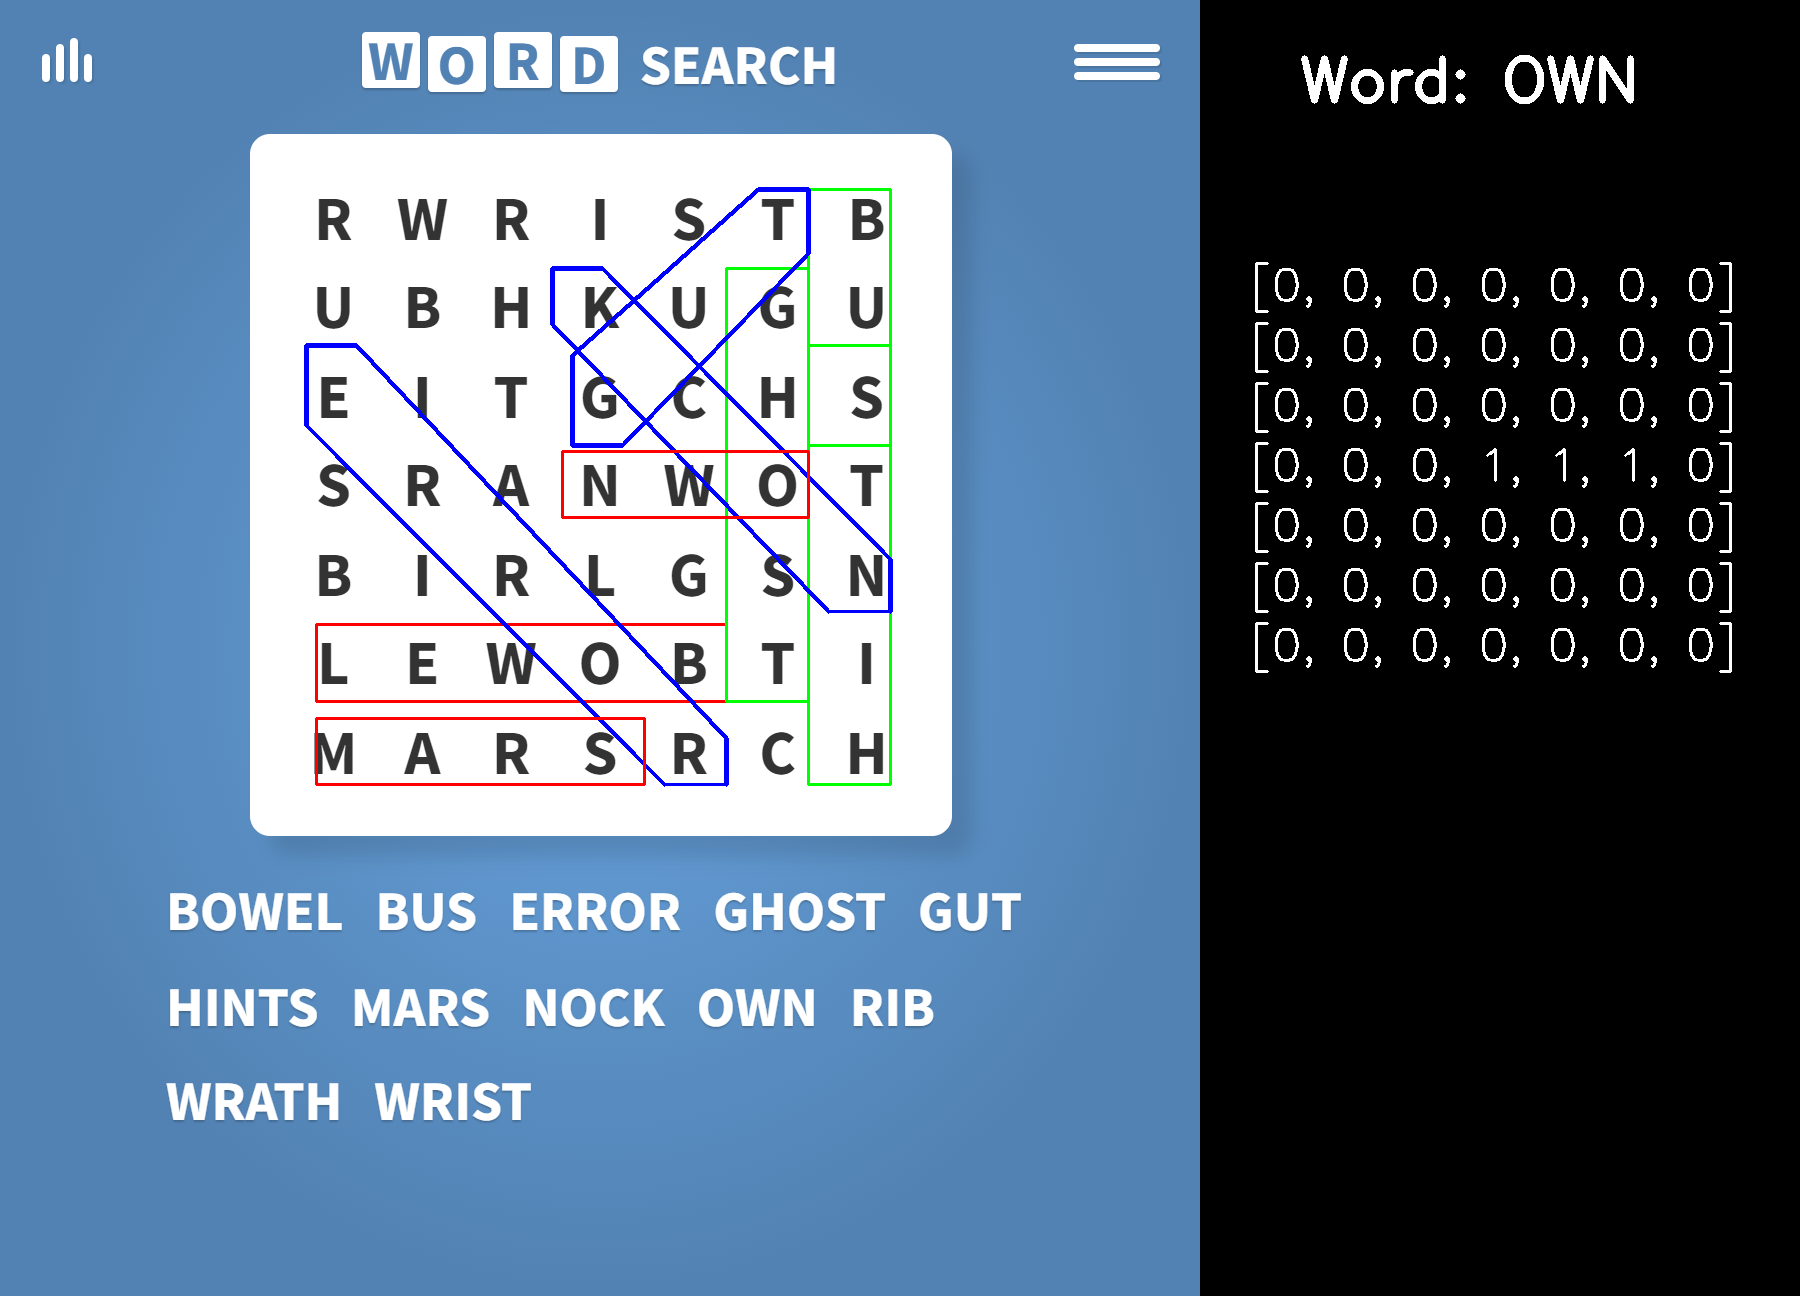 WORD SEARCH
Word: OWN
R W R I S T B
U B H K U G U
E I T G C H S
S R A N W O T
B I R L G S N
L E W O B T I
M A R S R C H
[0, 0, 0, 0, 0, 0, 0]
[0, 0, 0, 0, 0, 0, 0]
[0, 0, 0, 0, 0, 0, 0]
[0, 0, 0, 1, 1, 1, 0]
[0, 0, 0, 0, 0, 0, 0]
[0, 0, 0, 0, 0, 0, 0]
[0, 0, 0, 0, 0, 0, 0]
BOWEL BUS ERROR GHOST GUT
HINTS MARS NOCK OWN RIB
WRATH WRIST